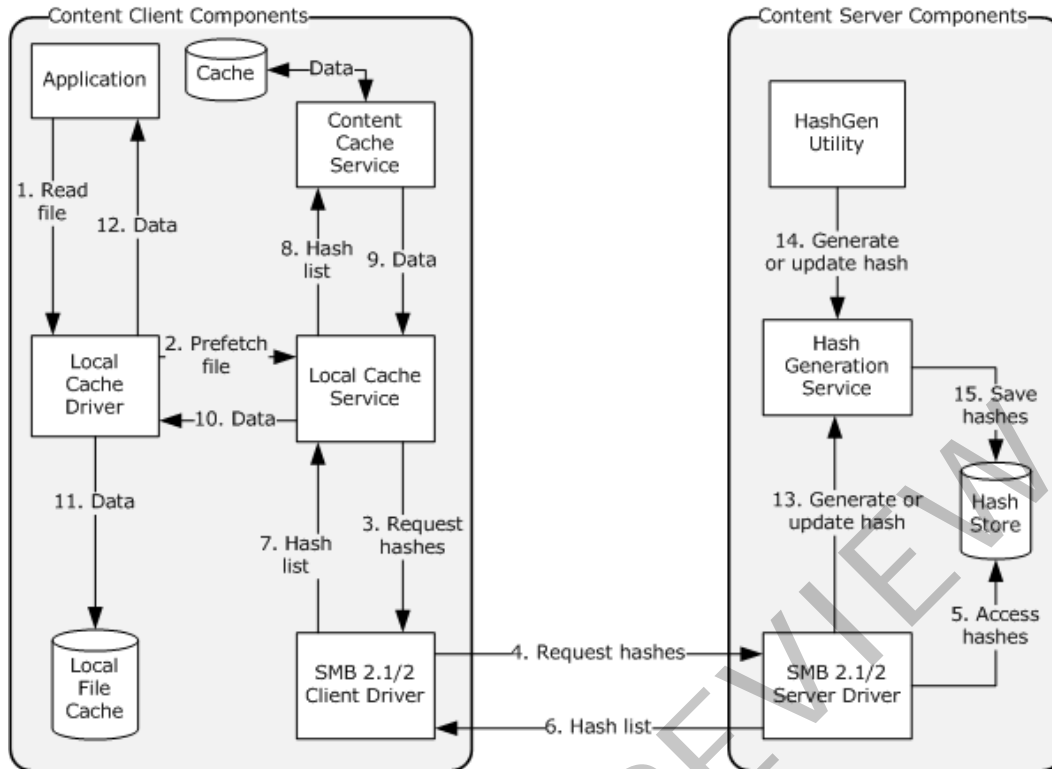 Content Client Components
Content Server Components
Application
Cache
Data
Content
Cache
Service
HashGen
Utility
1. Read
file
12. Data
8. Hash
list
9. Data
14. Generate
or update hash
Local
Cache
Driver
2. Prefetch
file
10. Data
Local Cache
Service
Hash
Generation
Service
15. Save
hashes
11. Data
7. Hash
list
3. Request
hashes
13. Generate or
update hash
Hash
Store
5. Access
hashes
Local
File
Cache
SMB 2.1/2
Client Driver
4. Request hashes
6. Hash list
SMB 2.1/2
Server Driver
EVIEW